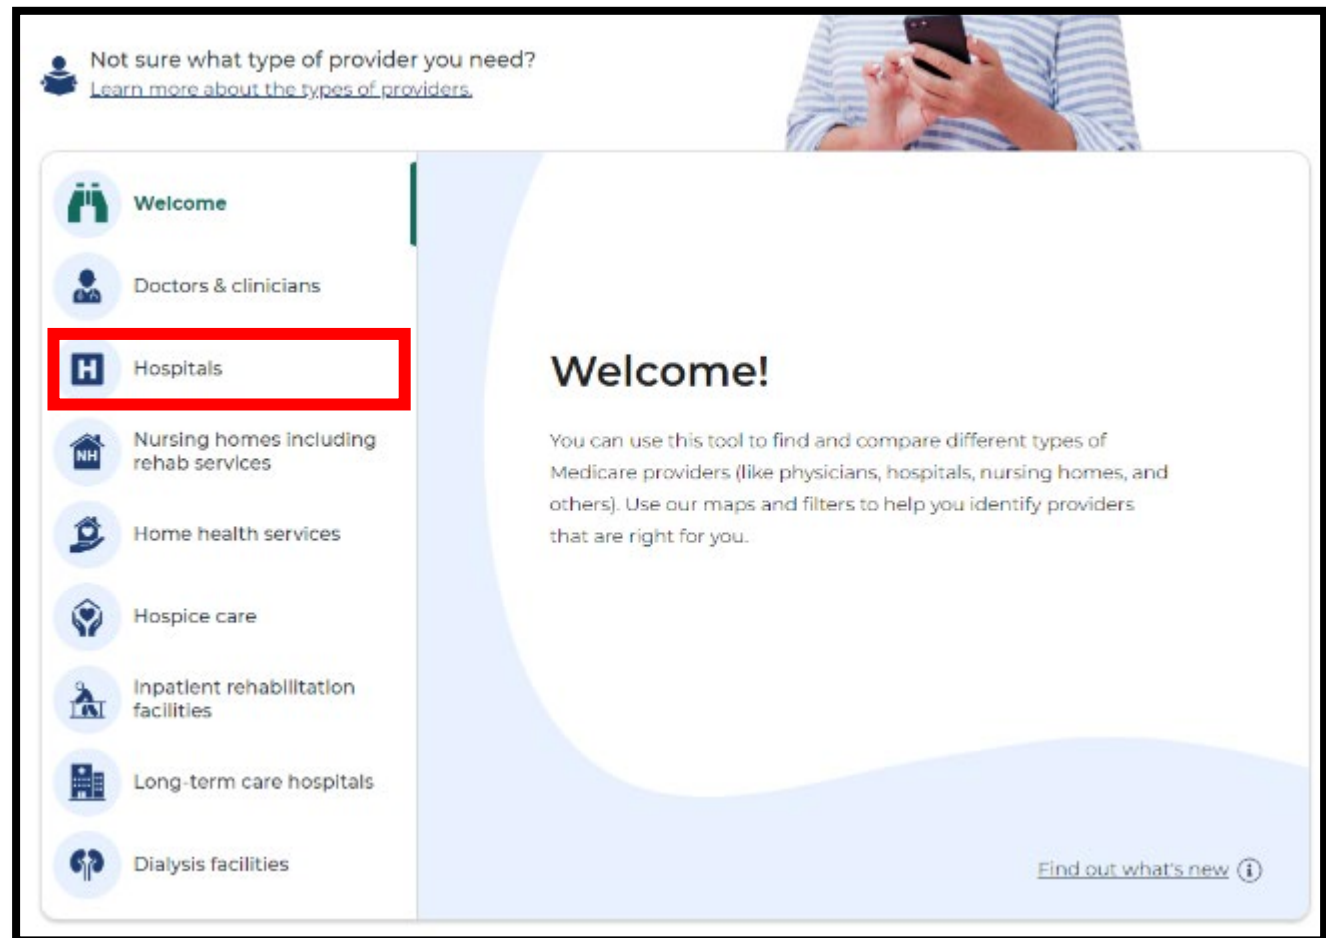 Not sure what type of provider you need?
Learn more about the types of providers.
Welcome
Doctors & clinicians
H
Hospitals
NH
Nursing homes including
rehab services
Home health services
Hospice care
Inpatient rehabilitation
facilities
Long-term care hospitals
Dialysis facilities
Welcome!
You can use this tool to find and compare different types of
Medicare providers (like physicians, hospitals, nursing homes, and
others). Use our maps and filters to help you identify providers
that are right for you.
Find out what's new i